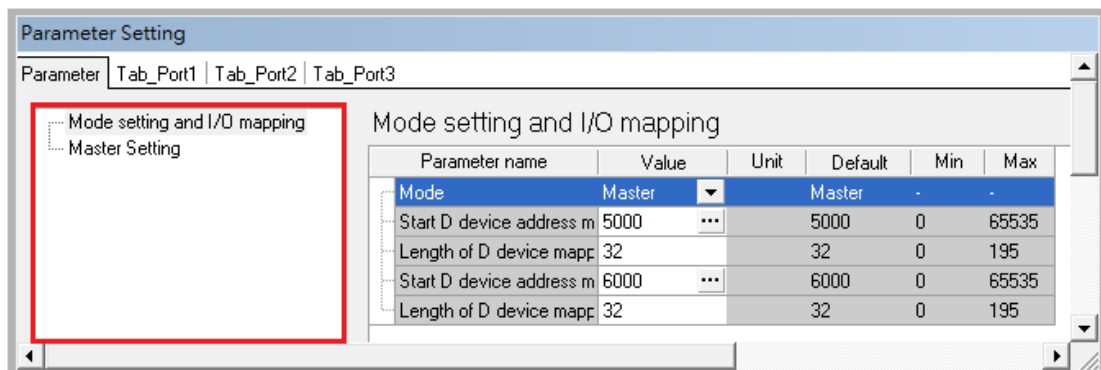 Parameter Setting
Parameter Tab_Port1 Tab_Port2 Tab_Port3
Mode setting and I/O mapping
Master Setting
Mode setting and I/O mapping
Parameter name Value Unit Default Min Max
Mode Master Master - -
Start D device address m 5000 ... 5000 0 65535
Length of D device mapp 32 32 0 195
Start D device address m 6000 ... 6000 0 65535
Length of D device mapp 32 32 0 195